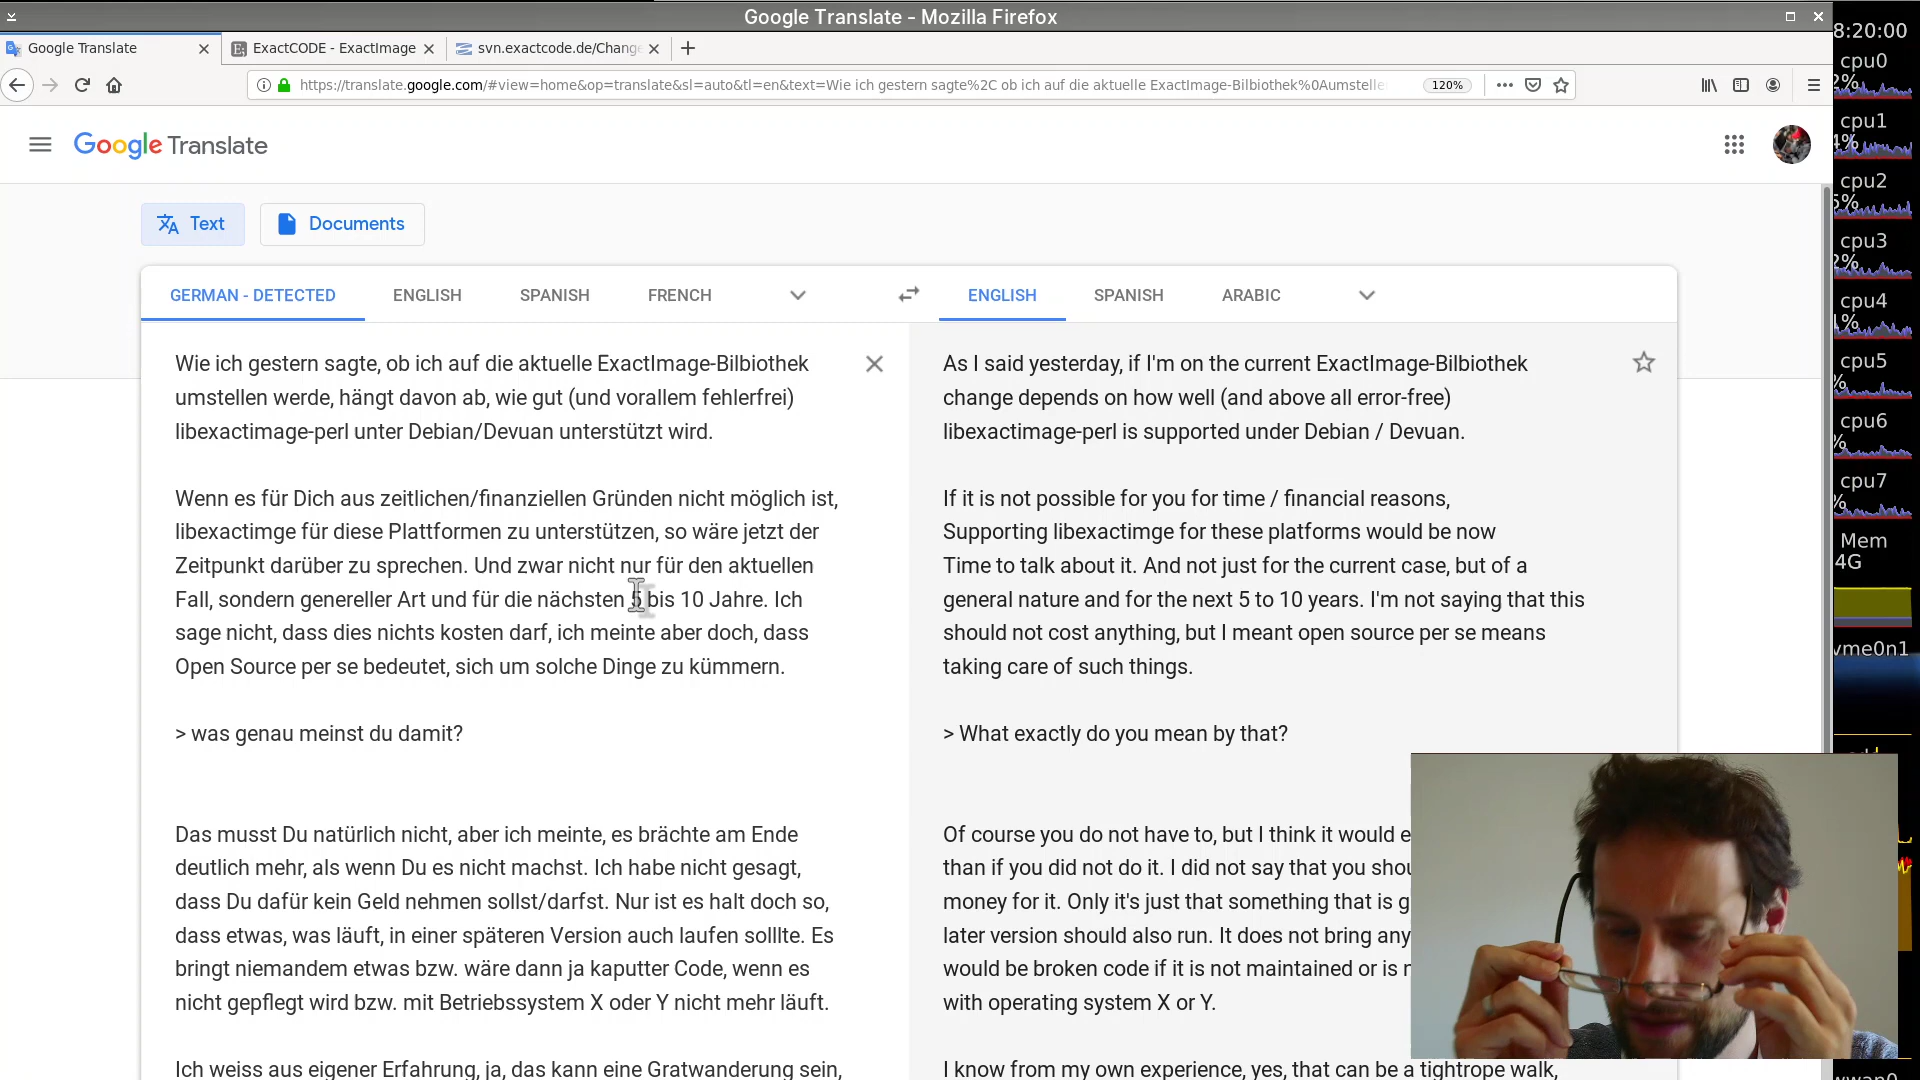 Google Translate - Mozilla Firefox
8:20:00
Google Translate
ExactCODE - ExactImage
svn.exactcode.de/Change
https://translate.google.com/#view=home&op=translate&sl=auto&tl=en&text=Wie ich gestern sagte%2C ob ich auf die aktuelle ExactImage-Bilbiothek%0Aumstelle
120%
Google Translate
Text
Documents
GERMAN - DETECTED
ENGLISH
SPANISH
FRENCH
ENGLISH
SPANISH
ARABIC
Wie ich gestern sagte, ob ich auf die aktuelle ExactImage-Bilbiothek
umstellen werde, hängt davon ab, wie gut (und vorallem fehlerfrei)
libexactimage-perl unter Debian/Devuan unterstützt wird.
Wenn es für Dich aus zeitlichen/finanziellen Gründen nicht möglich ist,
libexactimge für diese Plattformen zu unterstützen, so wäre jetzt der
Zeitpunkt darüber zu sprechen. Und zwar nicht nur für den aktuellen
Fall, sondern genereller Art und für die nächsten 5 bis 10 Jahre. Ich
sage nicht, dass dies nichts kosten darf, ich meinte aber doch, dass
Open Source per se bedeutet, sich um solche Dinge zu kümmern.
> was genau meinst du damit?
Das musst Du natürlich nicht, aber ich meinte, es brächte am Ende
deutlich mehr, als wenn Du es nicht machst. Ich habe nicht gesagt,
dass Du dafür kein Geld nehmen sollst/darfst. Nur ist es halt doch so,
dass etwas, was läuft, in einer späteren Version auch laufen solllte. Es
bringt niemandem etwas bzw. wäre dann ja kaputter Code, wenn es
nicht gepflegt wird bzw. mit Betriebssystem X oder Y nicht mehr läuft.
Ich weiss aus eigener Erfahrung, ja, das kann eine Gratwanderung sein,
As I said yesterday, if I'm on the current ExactImage-Bilbiothek
change depends on how well (and above all error-free)
libexactimage-perl is supported under Debian / Devuan.
If it is not possible for you for time / financial reasons,
Supporting libexactimge for these platforms would be now
Time to talk about it. And not just for the current case, but of a
general nature and for the next 5 to 10 years. I'm not saying that this
should not cost anything, but I meant open source per se means
taking care of such things.
> What exactly do you mean by that?
Of course you do not have to, but I think it would e
than if you did not do it. I did not say that you shou
money for it. Only it's just that something that is g
later version should also run. It does not bring any
would be broken code if it is not maintained or is n
with operating system X or Y.
I know from my own experience, yes, that can be a tightrope walk,
cpu0
2%
cpu1
4%
cpu2
5%
cpu3
2%
cpu4
1%
cpu5
%
cpu6
%
cpu7
%
Mem
4G
vme0n1